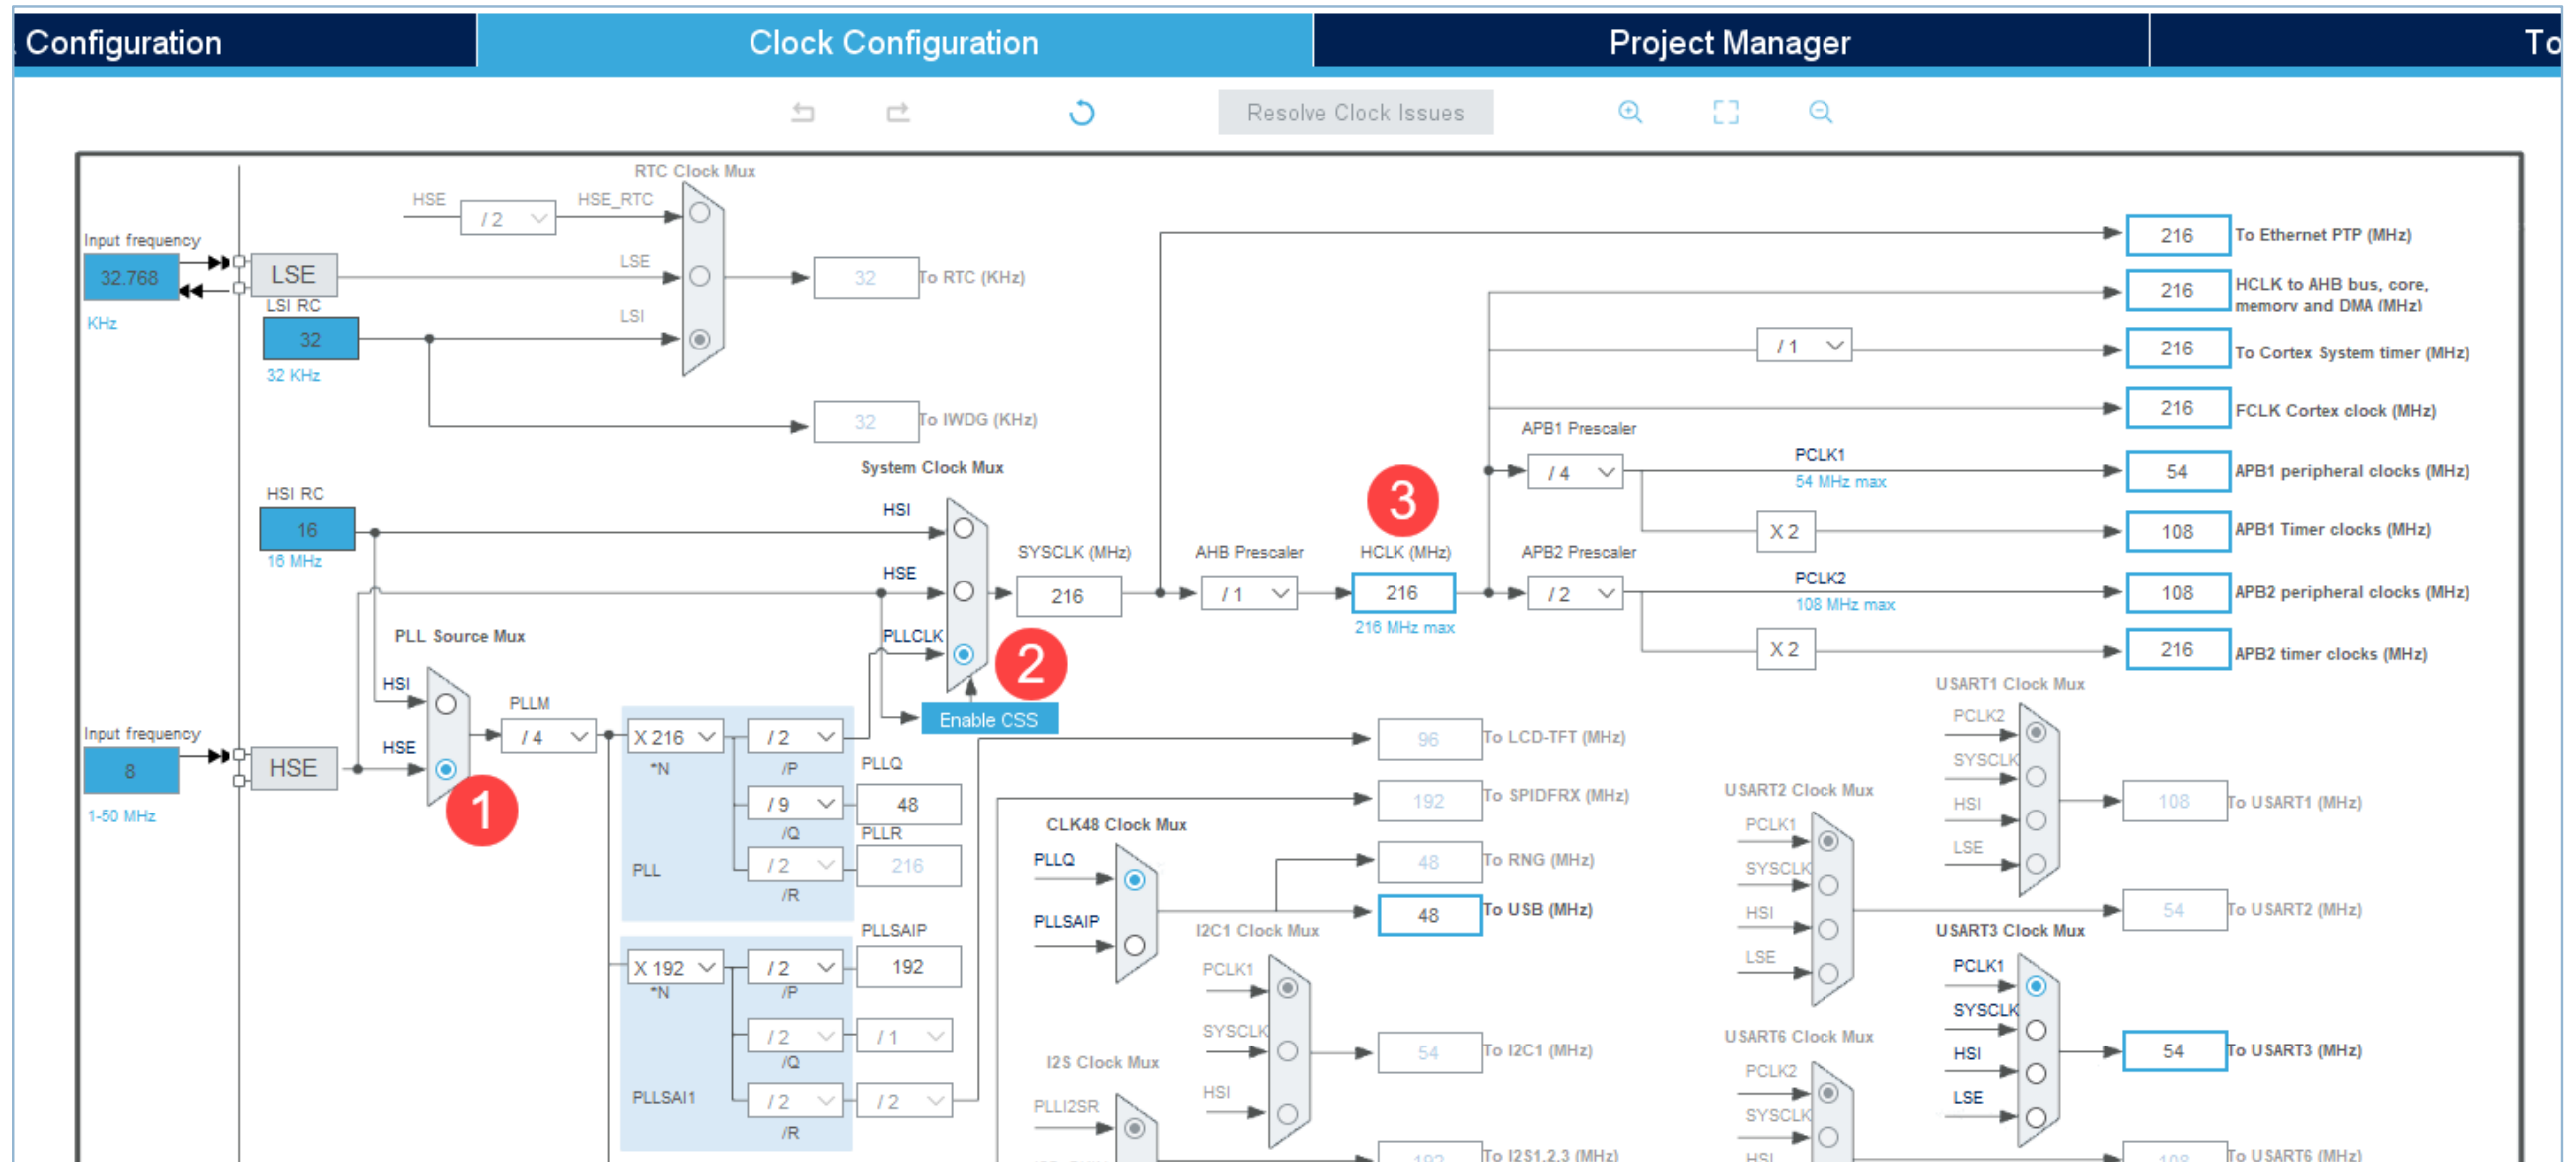 Configuration
Clock Configuration
Project Manager
To
Resolve Clock Issues
RTC Clock Mux
HSE
/ 2
HSE_RTC
Input frequency
32.768
KHz
LSE
LSE
32
To RTC (KHz)
LSI RC
32
32 KHz
LSI
32
To IWDG (KHz)
216
To Ethernet PTP (MHz)
216
HCLK to AHB bus, core,
memory and DMA (MHz)
/ 1
216
To Cortex System timer (MHz)
216
FCLK Cortex clock (MHz)
APB1 Prescaler
/ 4
PCLK1
54 MHz max
54
APB1 peripheral clocks (MHz)
X 2
108
APB1 Timer clocks (MHz)
System Clock Mux
HSI RC
16
16 MHz
HSI
HSE
PLLCLK
2
Enable CSS
SYSCLK (MHz)
216
AHB Prescaler
/ 1
3
HCLK (MHz)
216
216 MHz max
APB2 Prescaler
/ 2
PCLK2
108 MHz max
108
APB2 peripheral clocks (MHz)
X 2
216
APB2 timer clocks (MHz)
PLL Source Mux
HSI
HSE
1
Input frequency
8
1-50 MHz
HSE
PLLM
/ 4
X 216
*N
/ 2
/P
PLLQ
/ 9
48
/Q
PLLR
/ 2
216
/R
PLL
PLLSAIP
X 192
*N
/ 2
192
/P
/ 2
/ 1
/Q
PLLSAI1
/ 2
/ 2
/R
96
To LCD-TFT (MHz)
192
To SPIDFRX (MHz)
CLK48 Clock Mux
PLLQ
PLLSAIP
48
To RNG (MHz)
48
To USB (MHz)
I2C1 Clock Mux
PCLK1
SYSCLK
HSI
54
To I2C1 (MHz)
I2S Clock Mux
PLLI2SR
192
To I2S1,2,3 (MHz)
USART1 Clock Mux
PCLK2
SYSCLK
HSI
LSE
108
To USART1 (MHz)
USART2 Clock Mux
PCLK1
SYSCLK
HSI
LSE
54
To USART2 (MHz)
USART3 Clock Mux
PCLK1
SYSCLK
HSI
LSE
54
To USART3 (MHz)
USART6 Clock Mux
PCLK2
SYSCLK
HSI
108
To USART6 (MHz)